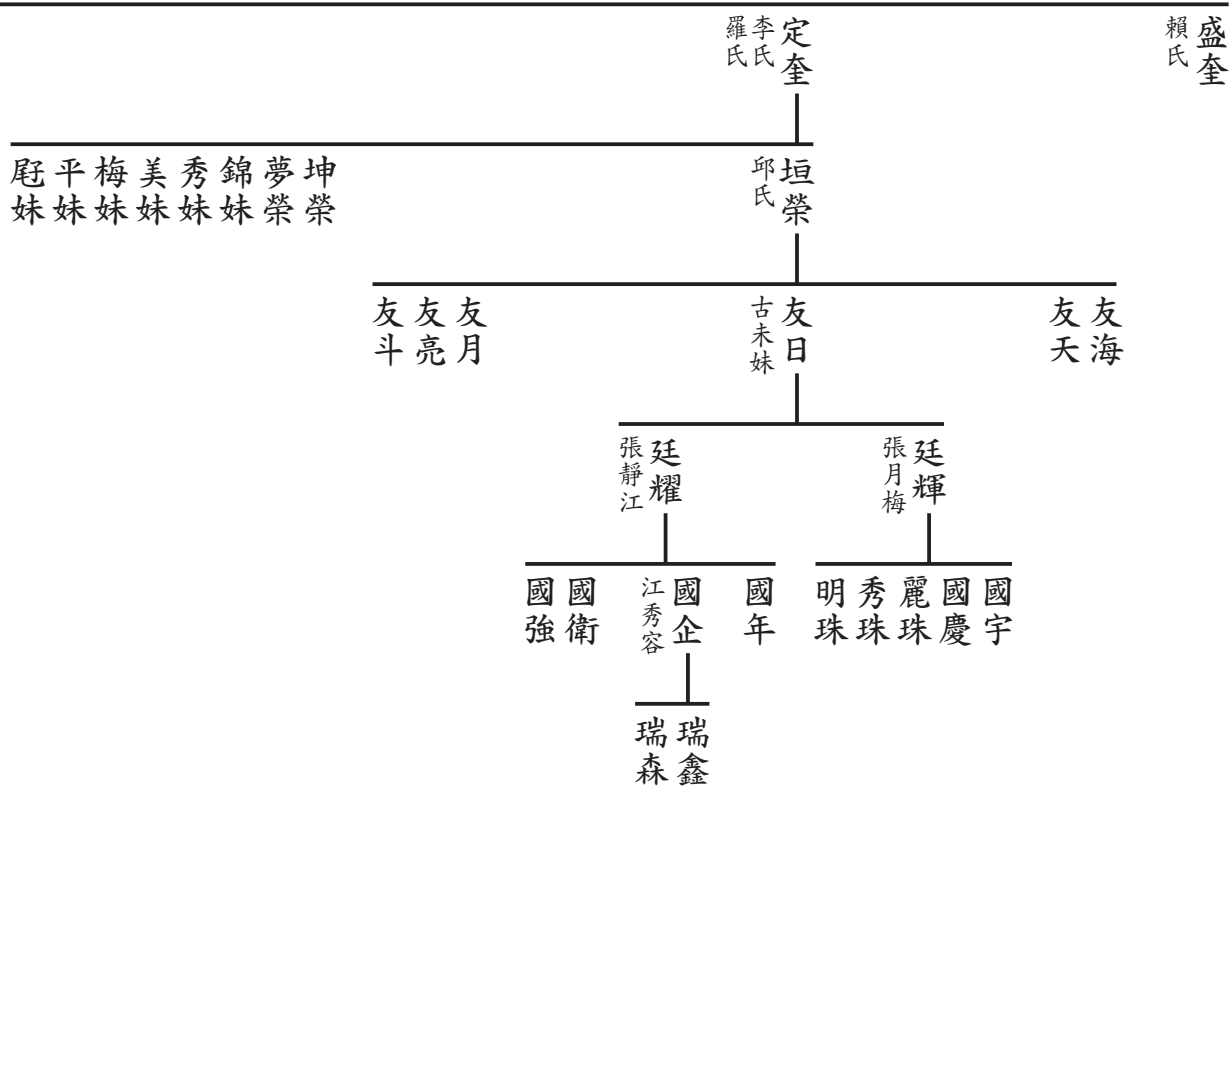 盛奎
賴氏
定奎
李氏
羅氏
垣榮
邱氏
坤榮
夢榮
錦妹
秀妹
美妹
梅妹
平妹
友海
友天
友日
古未妹
友月
友亮
友斗
廷輝
張月梅
廷耀
張靜江
國宇
國慶
麗珠
秀珠
明珠
國年
國企
江秀容
國衛
國強
瑞鑫
瑞森